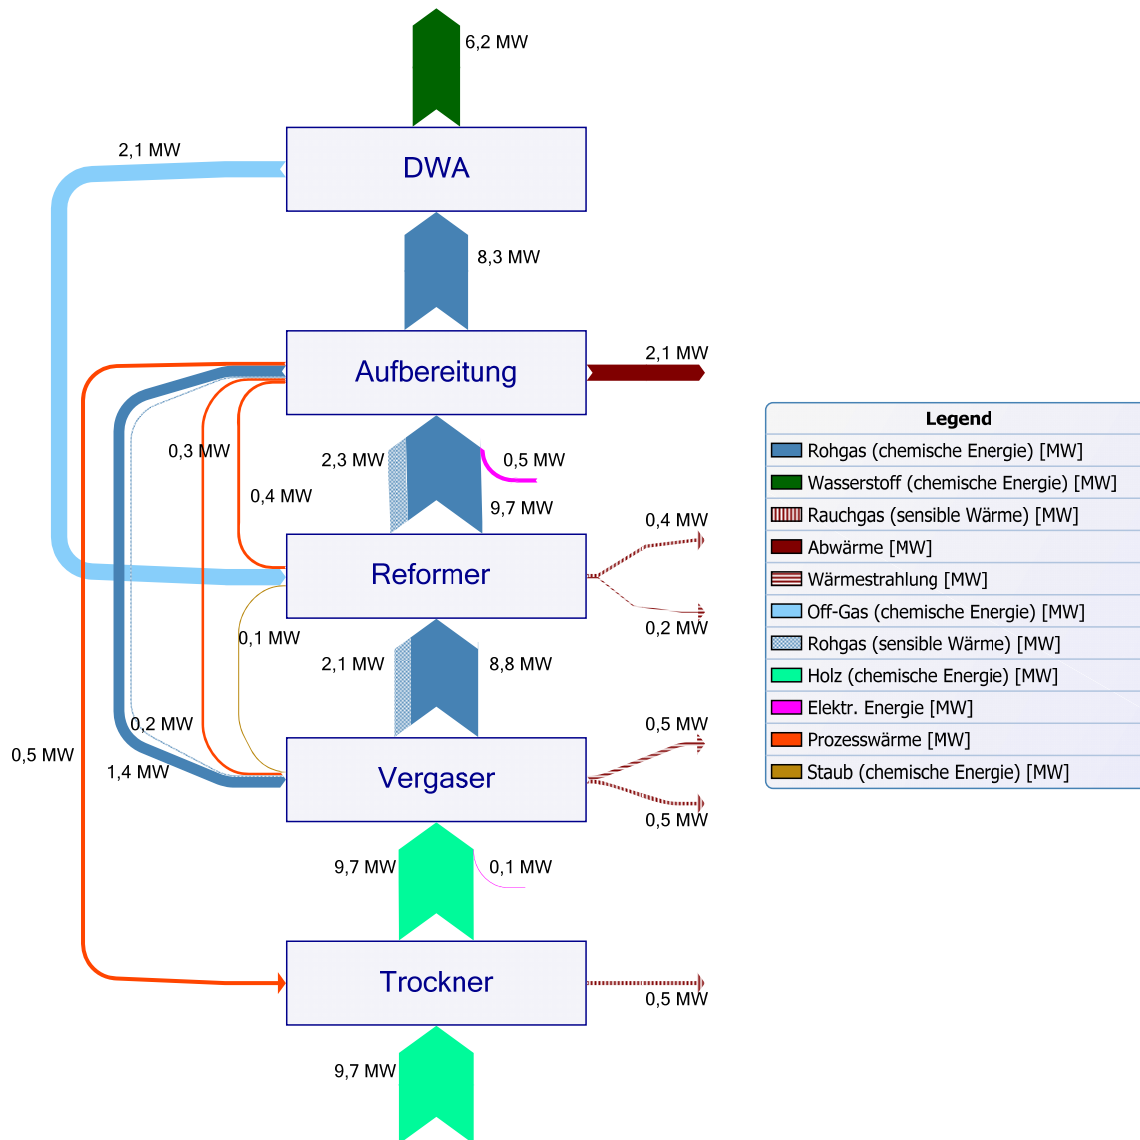 6,2 MW
2,1 MW
DWA
8,3 MW
2,1 MW
Aufbereitung
0,3 MW
2,3 MW
0,5 MW
0,4 MW
9,7 MW
0,4 MW
Reformer
0,2 MW
0,1 MW
2,1 MW
8,8 MW
0,2 MW
0,5 MW
0,5 MW
1,4 MW
Vergaser
0,5 MW
9,7 MW
0,1 MW
Trockner
0,5 MW
9,7 MW
Legend
Rohgas (chemische Energie) [MW]
Wasserstoff (chemische Energie) [MW]
Rauchgas (sensible Wärme) [MW]
Abwärme [MW]
Wärmestrahlung [MW]
Off-Gas (chemische Energie) [MW]
Rohgas (sensible Wärme) [MW]
Holz (chemische Energie) [MW]
Elektr. Energie [MW]
Prozesswärme [MW]
Staub (chemische Energie) [MW]